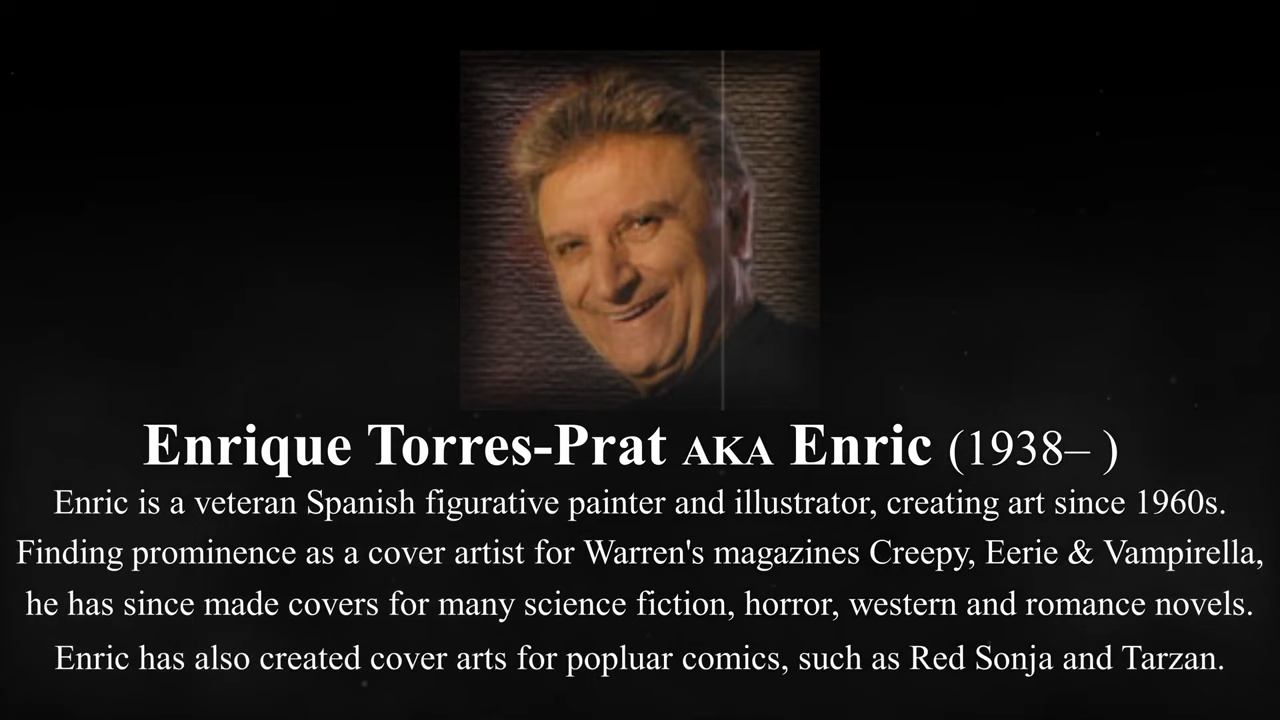 Enrique Torres-Prat AKA Enric (1938– )
Enric is a veteran Spanish figurative painter and illustrator, creating art since 1960s.
Finding prominence as a cover artist for Warren's magazines Creepy, Eerie & Vampirella,
he has since made covers for many science fiction, horror, western and romance novels.
Enric has also created cover arts for popluar comics, such as Red Sonja and Tarzan.